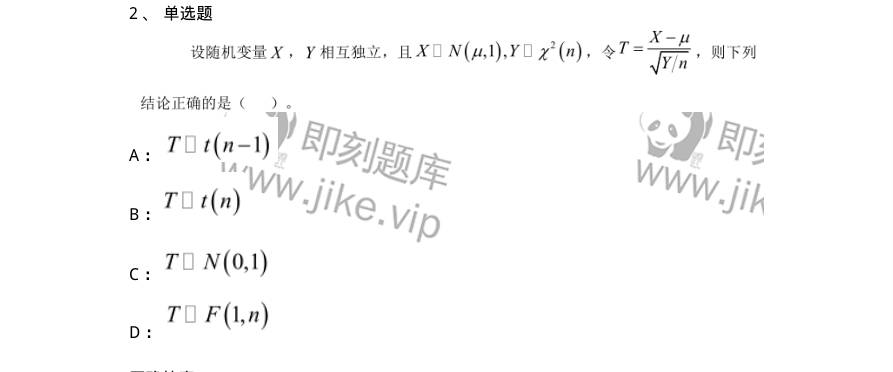 2、 单选题
设随机变量 X ， Y 相互独立，且 X□ N(μ,1),Y□ χ²(n) ，令 T = (X − μ)/√(Y/n) ，则下列
结论正确的是（ ）。
A： T□ t(n−1)
B： T□ t(n)
C： T□ N(0,1)
D： T□ F(1,n)
即刻题库
www.jike.vip
即刻
www.jik